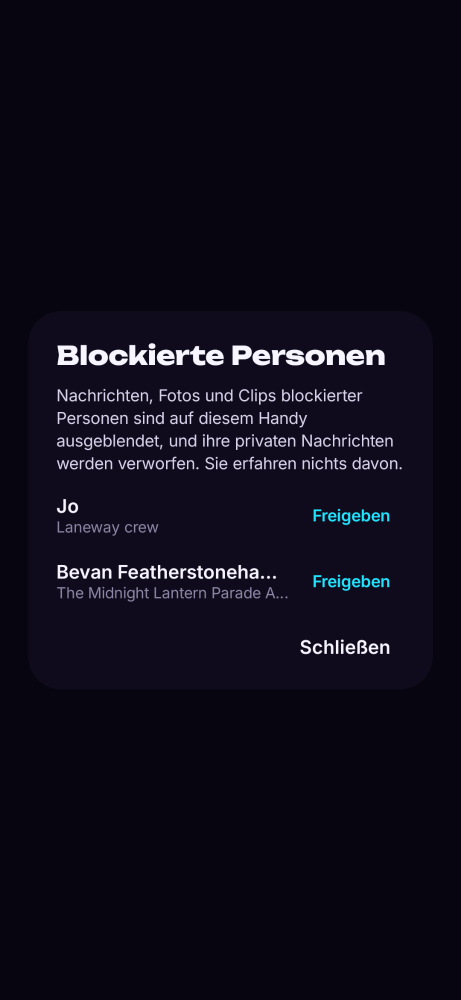 Blockierte Personen
Nachrichten, Fotos und Clips blockierter
Personen sind auf diesem Handy
ausgeblendet, und ihre privaten Nachrichten
werden verworfen. Sie erfahren nichts davon.
Jo
Laneway crew
Freigeben
Bevan Featherstoneha...
The Midnight Lantern Parade A...
Freigeben
Schließen